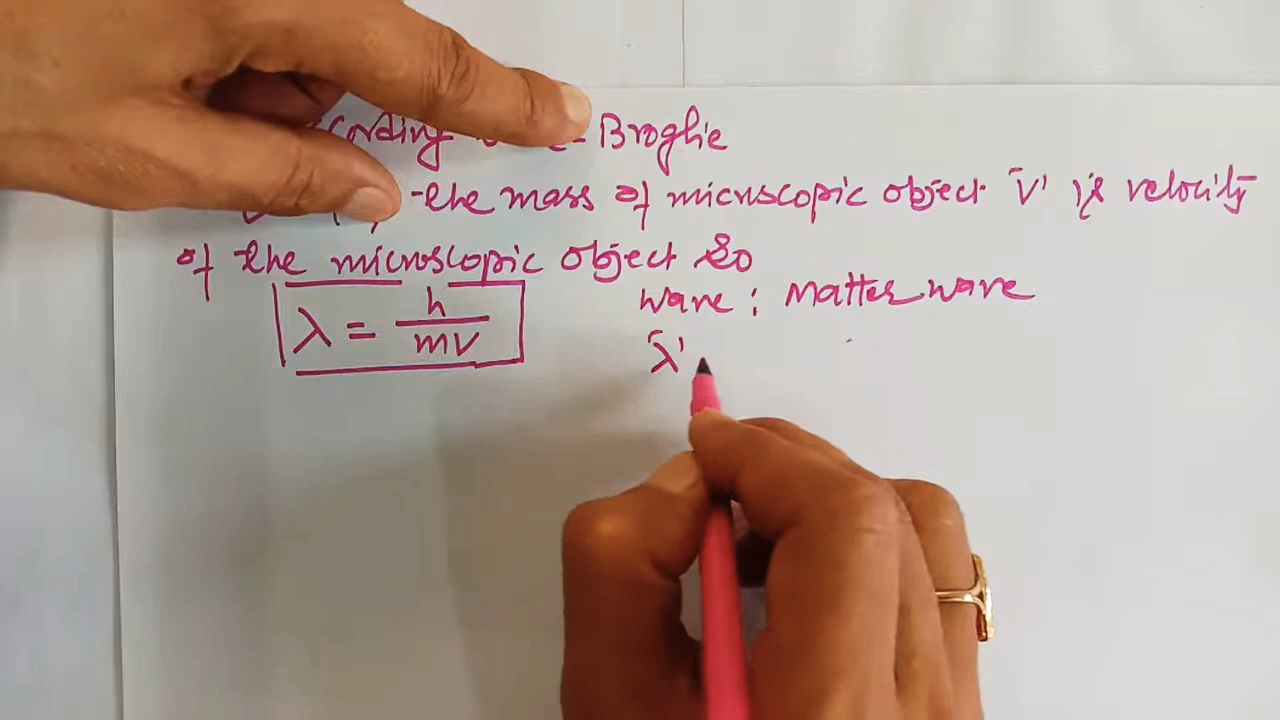 Broglie
the mass of microscopic object 'V' is velocity
of the microscopic object so
λ = h/mv
wave : Matter wave
'λ'